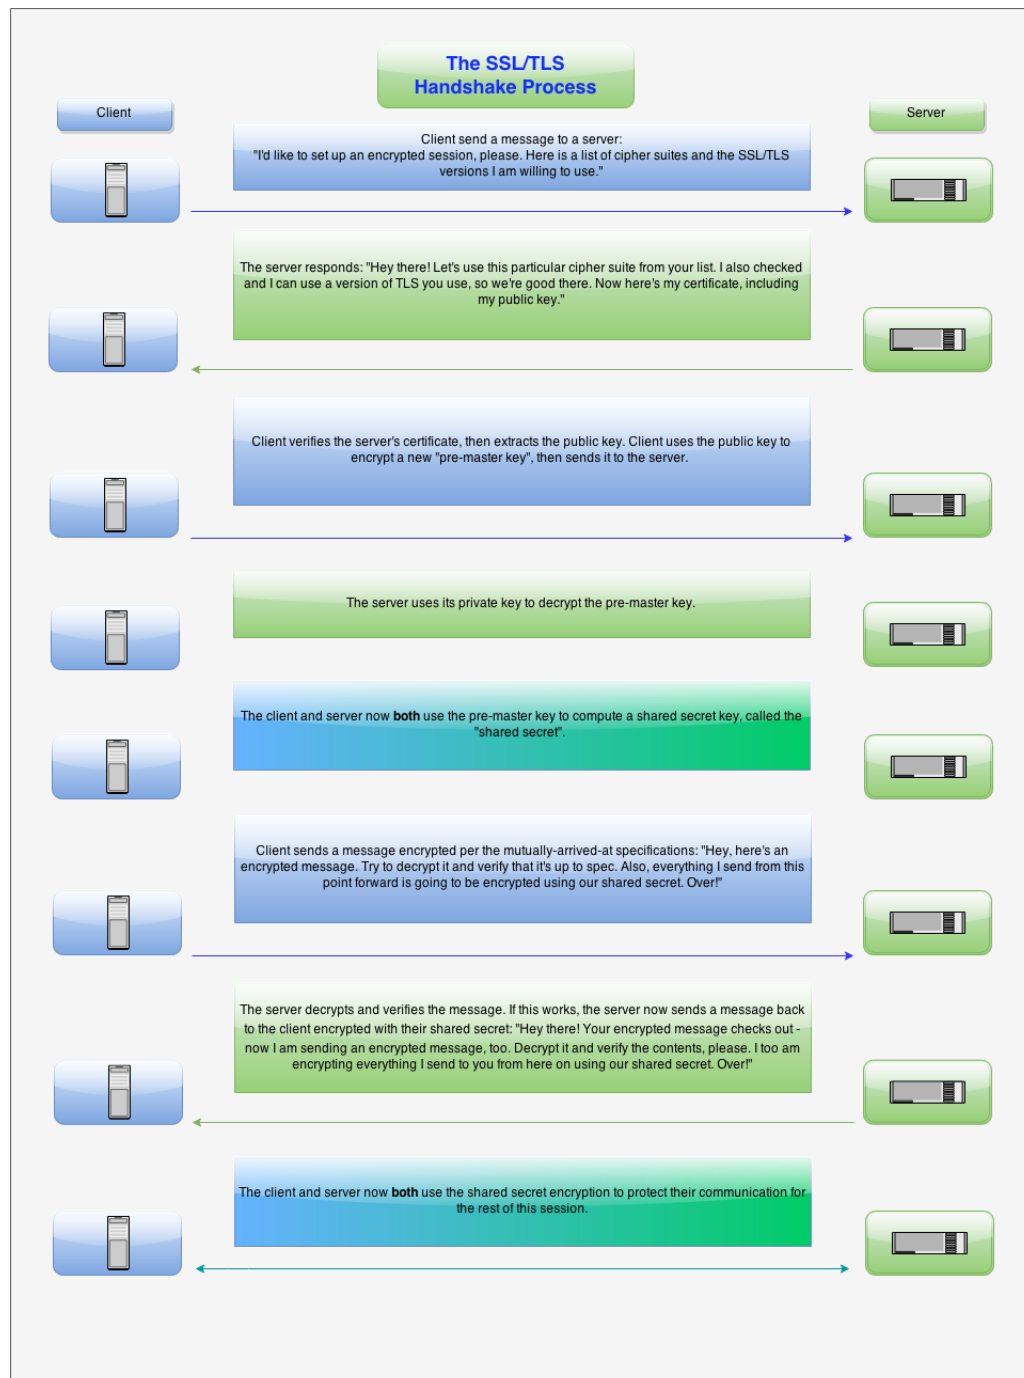 The SSL/TLS
Handshake Process
Client
Server
Client send a message to a server:
"I'd like to set up an encrypted session, please. Here is a list of cipher suites and the SSL/TLS
versions I am willing to use."
The server responds: "Hey there! Let's use this particular cipher suite from your list. I also checked
and I can use a version of TLS you use, so we're good there. Now here's my certificate, including
my public key."
Client verifies the server's certificate, then extracts the public key. Client uses the public key to
encrypt a new "pre-master key", then sends it to the server.
The server uses its private key to decrypt the pre-master key.
The client and server now both use the pre-master key to compute a shared secret key, called the
"shared secret".
Client sends a message encrypted per the mutually-arrived-at specifications: "Hey, here's an
encrypted message. Try to decrypt it and verify that it's up to spec. Also, everything I send from this
point forward is going to be encrypted using our shared secret. Over!"
The server decrypts and verifies the message. If this works, the server now sends a message back
to the client encrypted with their shared secret: "Hey there! Your encrypted message checks out -
now I am sending an encrypted message, too. Decrypt it and verify the contents, please. I too am
encrypting everything I send to you from here on using our shared secret. Over!"
The client and server now both use the shared secret encryption to protect their communication for
the rest of this session.